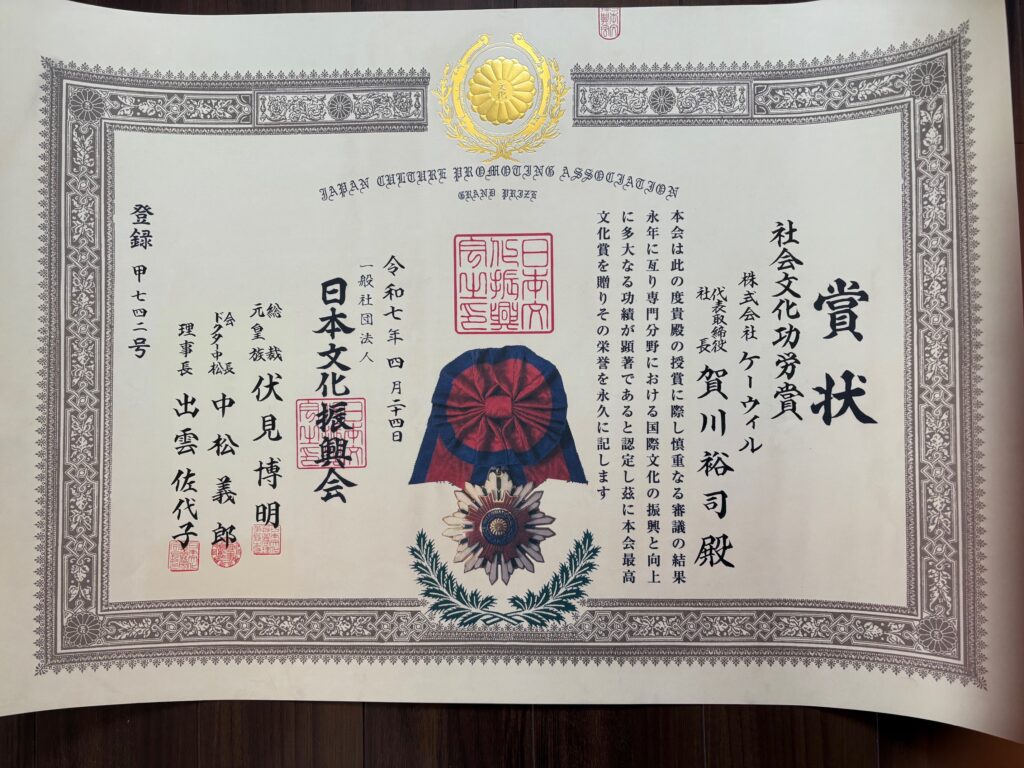 JAPAN CULTURE PROMOTING ASSOCIATION
GRAND PRIZE
賞状
社会文化功労賞
株式会社 ケーウィル
代表取締役
社長
賀川裕司殿
本会は此の度貴殿の授賞に際し慎重なる審議の結果
永年に亙り専門分野における国際文化の振興と向上
に多大なる功績が顕著であると認定し茲に本会最高
文化賞を贈りその栄誉を永久に記します
日本文
化振興
会之印
令和七年四月二十四日
一般社団法人
日本文化振興会
総裁
元皇族
伏見博明
会長
ドクター中松
中松義郎
理事長
出雲佐代子
登録 甲七四二号